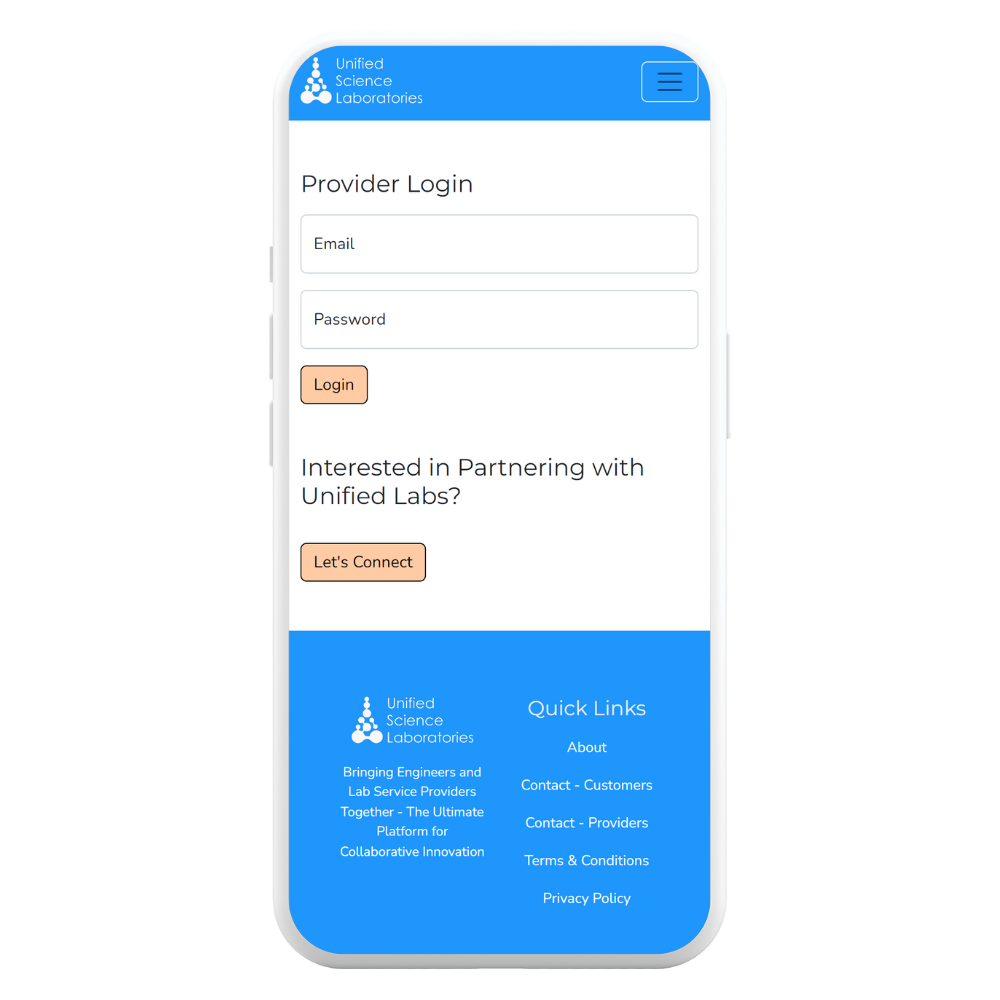 Unified
Science
Laboratories
Provider Login
Email
Password
Login
Interested in Partnering with
Unified Labs?
Let's Connect
Unified
Science
Laboratories
Bringing Engineers and
Lab Service Providers
Together - The Ultimate
Platform for
Collaborative Innovation
Quick Links
About
Contact - Customers
Contact - Providers
Terms & Conditions
Privacy Policy